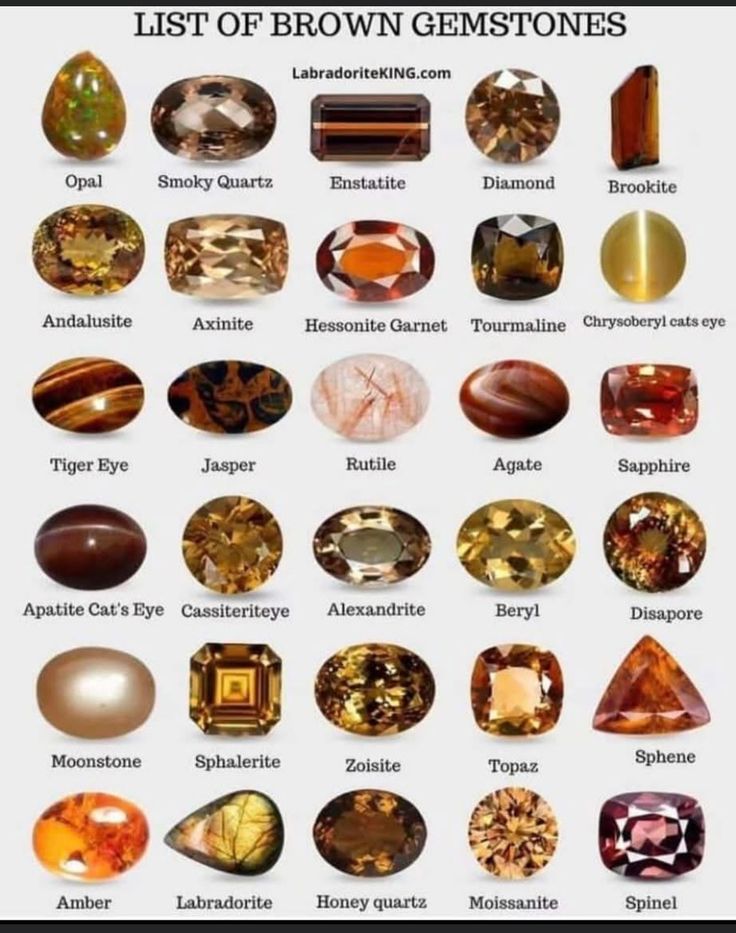 LIST OF BROWN GEMSTONES
LabradoriteKING.com
Opal Smoky Quartz Enstatite Diamond Brookite
Andalusite Axinite Hessonite Garnet Tourmaline Chrysoberyl cats eye
Tiger Eye Jasper Rutile Agate Sapphire
Apatite Cat's Eye Cassiteriteye Alexandrite Beryl Disapore
Moonstone Sphalerite Zoisite Topaz Sphene
Amber Labradorite Honey quartz Moissanite Spinel